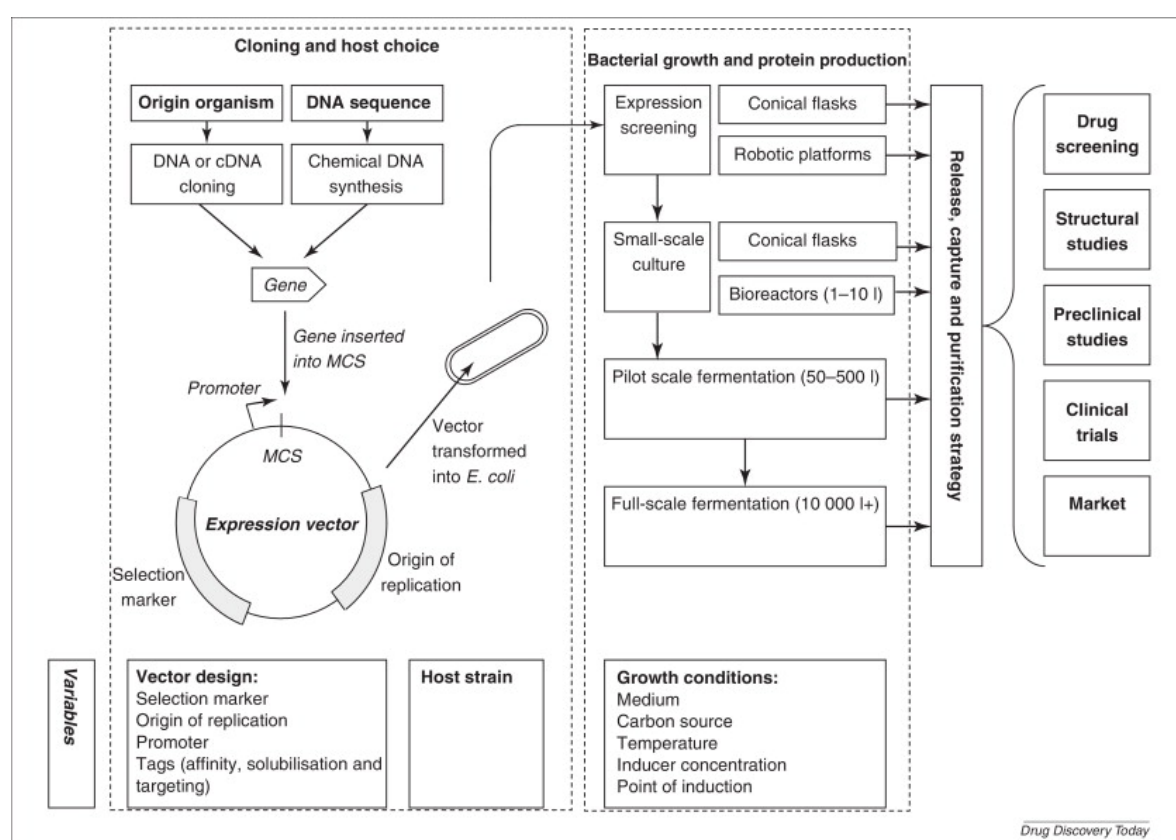 Cloning and host choice
Origin organism
DNA sequence
DNA or cDNA
cloning
Chemical DNA
synthesis
Gene
Gene inserted
into MCS
Promoter
MCS
Expression vector
Selection
marker
Origin of
replication
Vector
transformed
into E. coli
Bacterial growth and protein production
Expression
screening
Conical flasks
Robotic platforms
Small-scale
culture
Conical flasks
Bioreactors (1–10 l)
Pilot scale fermentation (50–500 l)
Full-scale fermentation (10 000 l+)
Release, capture and purification strategy
Drug
screening
Structural
studies
Preclinical
studies
Clinical
trials
Market
Variables
Vector design:
Selection marker
Origin of replication
Promoter
Tags (affinity, solubilisation and
targeting)
Host strain
Growth conditions:
Medium
Carbon source
Temperature
Inducer concentration
Point of induction
Drug Discovery Today